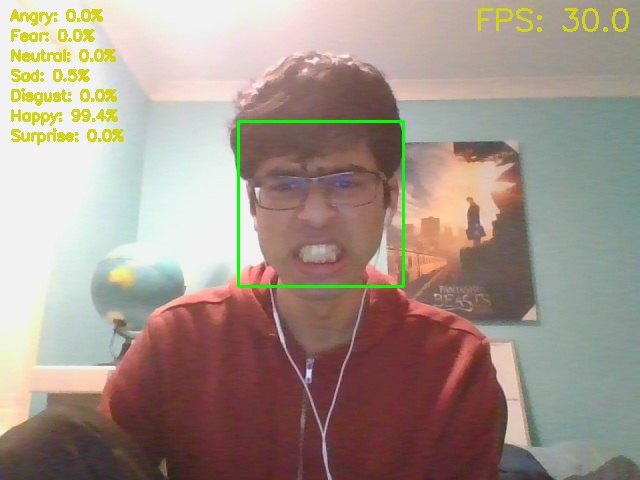 Angry: 0.0%
Fear: 0.0%
Neutral: 0.0%
Sad: 0.5%
Disgust: 0.0%
Happy: 99.4%
Surprise: 0.0%
FPS: 30.0
FANTASTIC
BEASTS